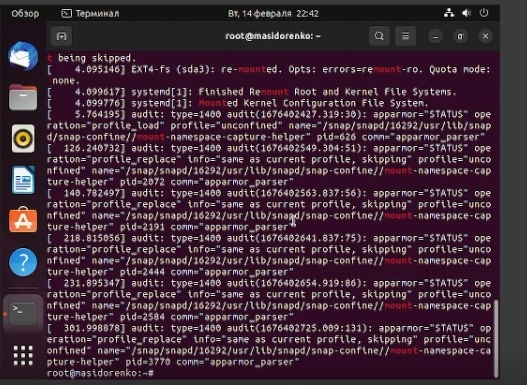 Обзор
Терминал
Вт, 14 февраля 22:42
root@masidorenko: ~
t being skipped.
[    4.095146] EXT4-fs (sda3): re-mounted. Opts: errors=remount-ro. Quota mode:
 none.
[    4.099617] systemd[1]: Finished Remount Root and Kernel File Systems.
[    4.099776] systemd[1]: Mounted Kernel Configuration File System.
[    5.764195] audit: type=1400 audit(1676402427.319:30): apparmor="STATUS" ope
ration="profile_load" profile="unconfined" name="/snap/snapd/16292/usr/lib/snap
d/snap-confine//mount-namespace-capture-helper" pid=626 comm="apparmor_parser"
[  126.240732] audit: type=1400 audit(1676402549.304:51): apparmor="STATUS" ope
ration="profile_replace" info="same as current profile, skipping" profile="unco
nfined" name="/snap/snapd/16292/usr/lib/snapd/snap-confine//mount-namespace-cap
ture-helper" pid=2072 comm="apparmor_parser"
[  140.782497] audit: type=1400 audit(1676402563.837:56): apparmor="STATUS" ope
ration="profile_replace" info="same as current profile, skipping" profile="unco
nfined" name="/snap/snapd/16292/usr/lib/snapd/snap-confine//mount-namespace-cap
ture-helper" pid=2191 comm="apparmor_parser"
[  218.815056] audit: type=1400 audit(1676402641.837:75): apparmor="STATUS" ope
ration="profile_replace" info="same as current profile, skipping" profile="unco
nfined" name="/snap/snapd/16292/usr/lib/snapd/snap-confine//mount-namespace-cap
ture-helper" pid=2444 comm="apparmor_parser"
[  231.895347] audit: type=1400 audit(1676402654.919:86): apparmor="STATUS" ope
ration="profile_replace" info="same as current profile, skipping" profile="unco
nfined" name="/snap/snapd/16292/usr/lib/snapd/snap-confine//mount-namespace-cap
ture-helper" pid=2584 comm="apparmor_parser"
[  301.998878] audit: type=1400 audit(1676402725.009:131): apparmor="STATUS" op
eration="profile_replace" info="same as current profile, skipping" profile="unc
onfined" name="/snap/snapd/16292/usr/lib/snapd/snap-confine//mount-namespace-ca
pture-helper" pid=3770 comm="apparmor_parser"
root@masidorenko:~#